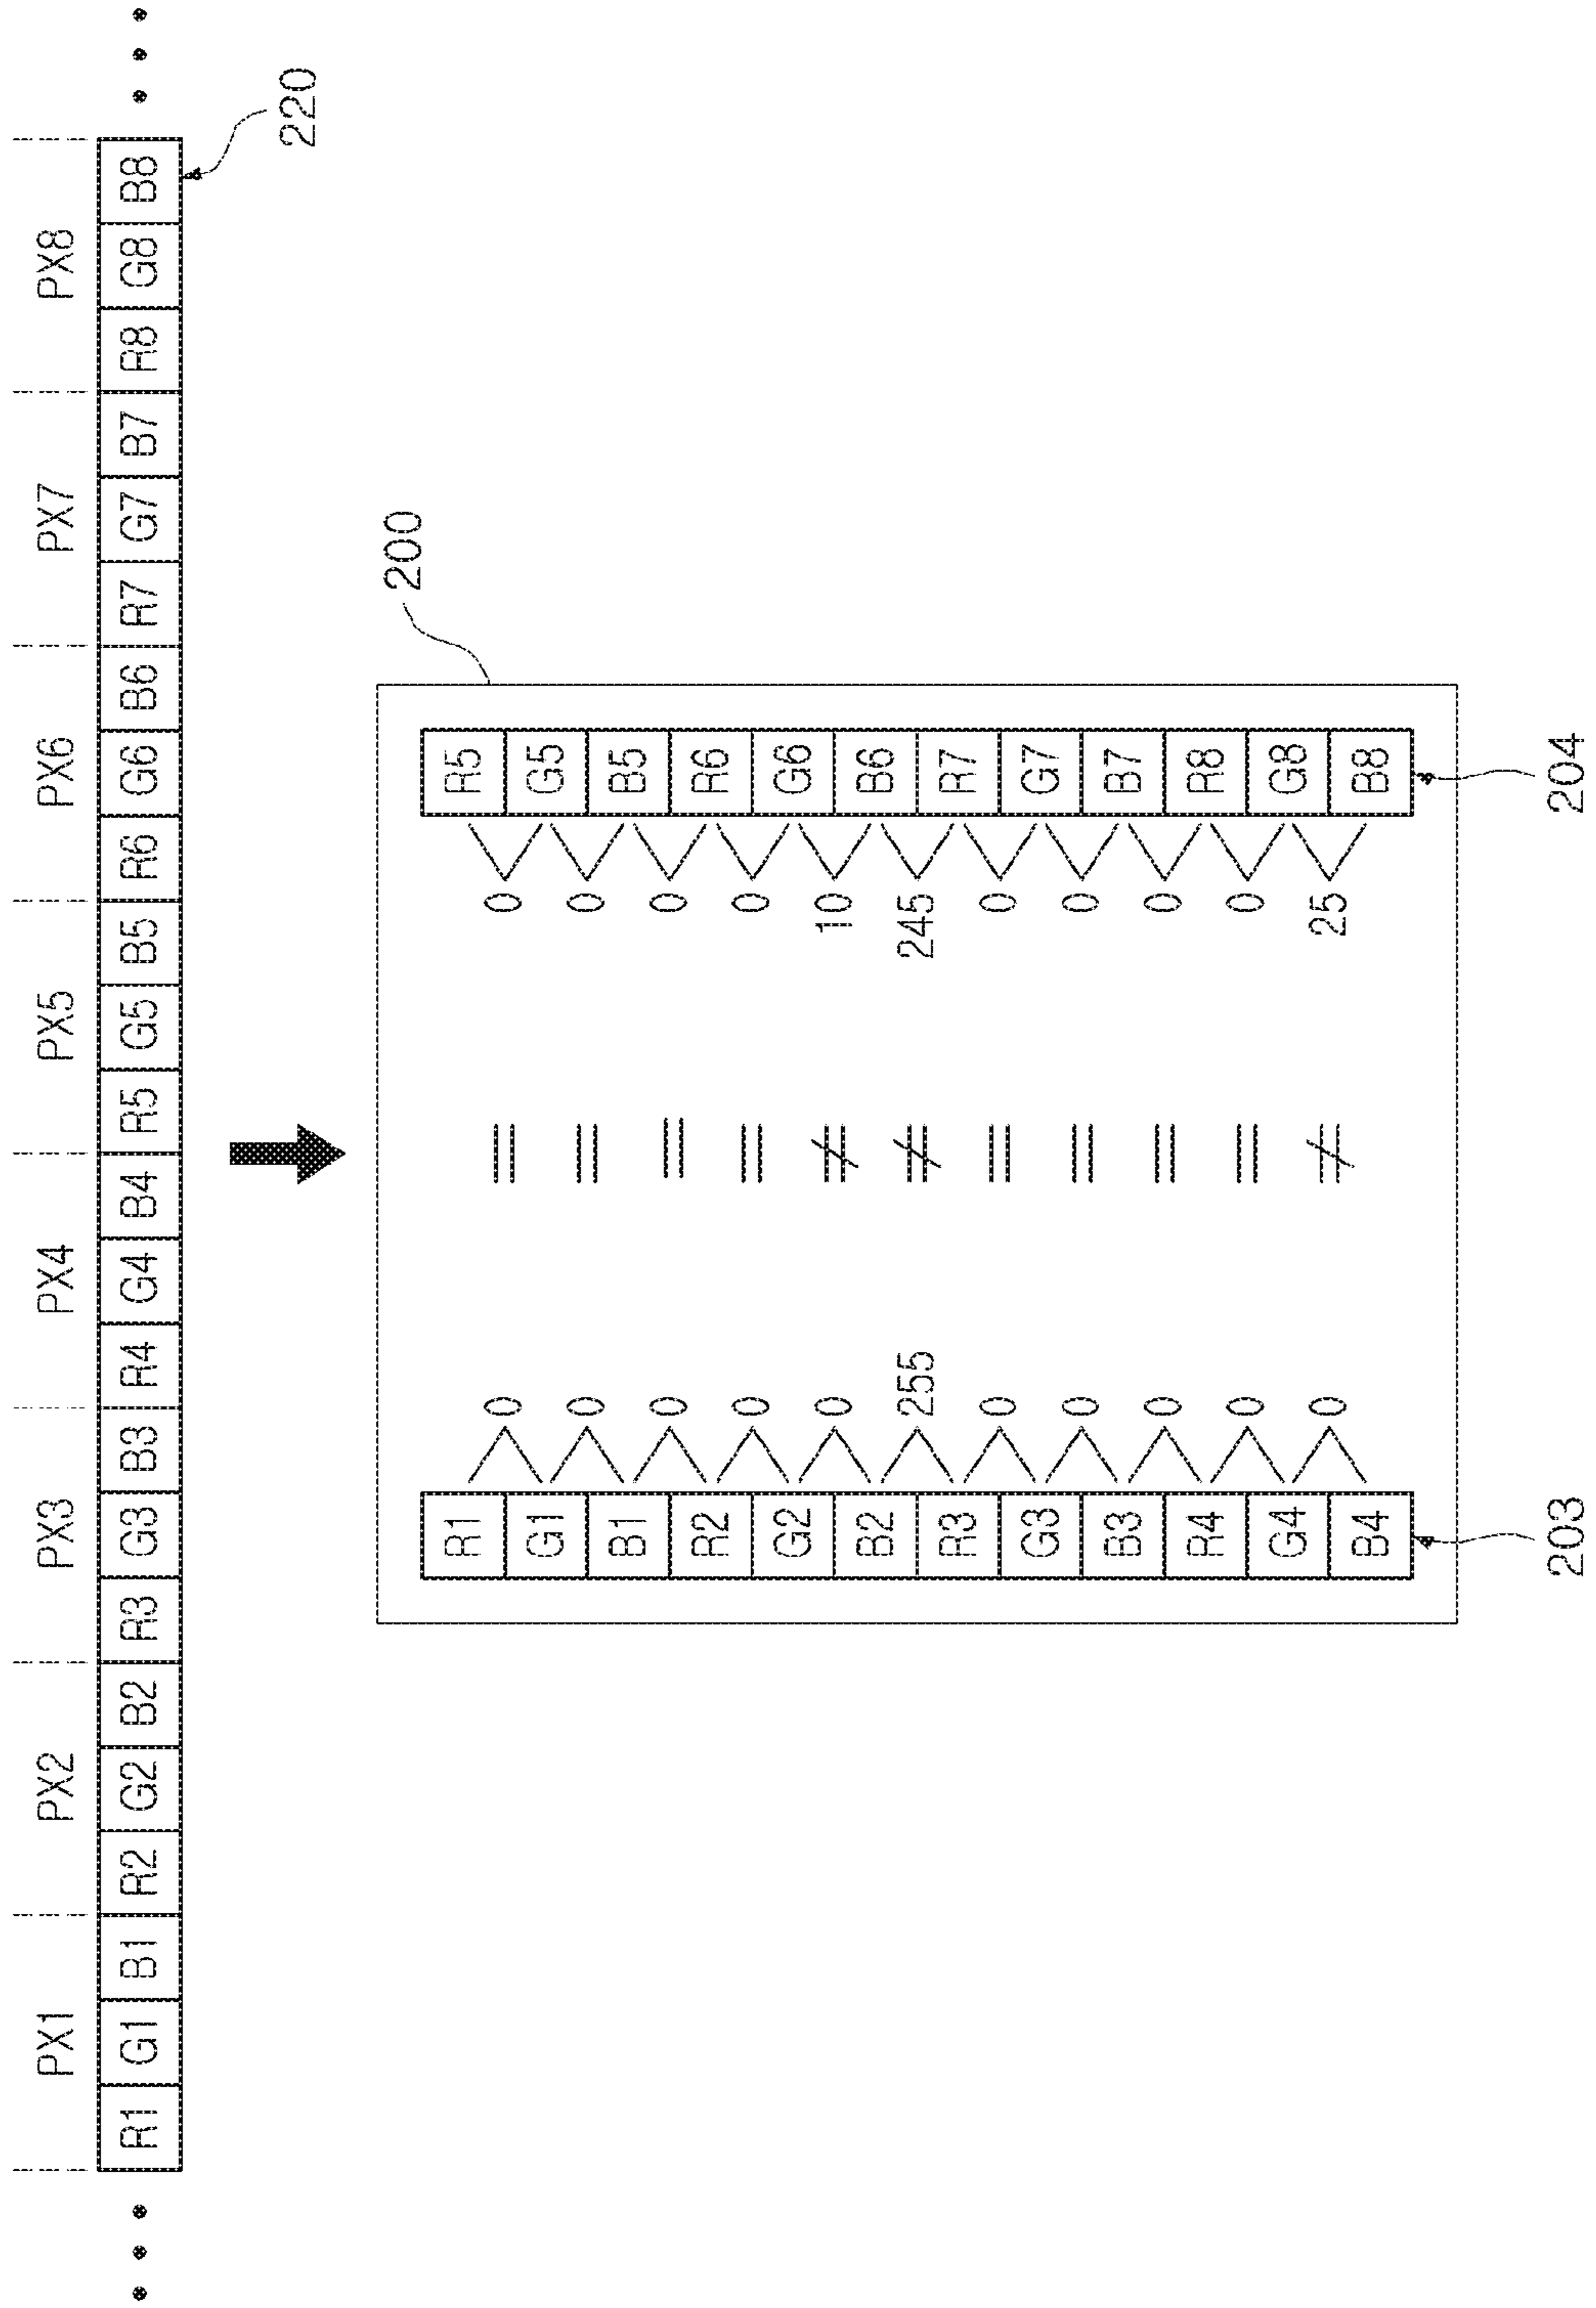 PX1 PX2 PX3 PX4 PX5 PX6 PX7 PX8
R1 G1 B1 R2 G2 B2 R3 G3 B3 R4 G4 B4 R5 G5 B5 R6 G6 B6 R7 G7 B7 R8 G8 B8
220
200
R1 R5
0 = 0
G1 G5
0 = 0
B1 B5
0 = 0
R2 R6
0 = 0
G2 G6
0 ≠ 10
B2 B6
255 ≠ 245
R3 R7
0 = 0
G3 G7
0 = 0
B3 B7
0 = 0
R4 R8
0 = 0
G4 G8
0 ≠ 25
B4 B8
203 204